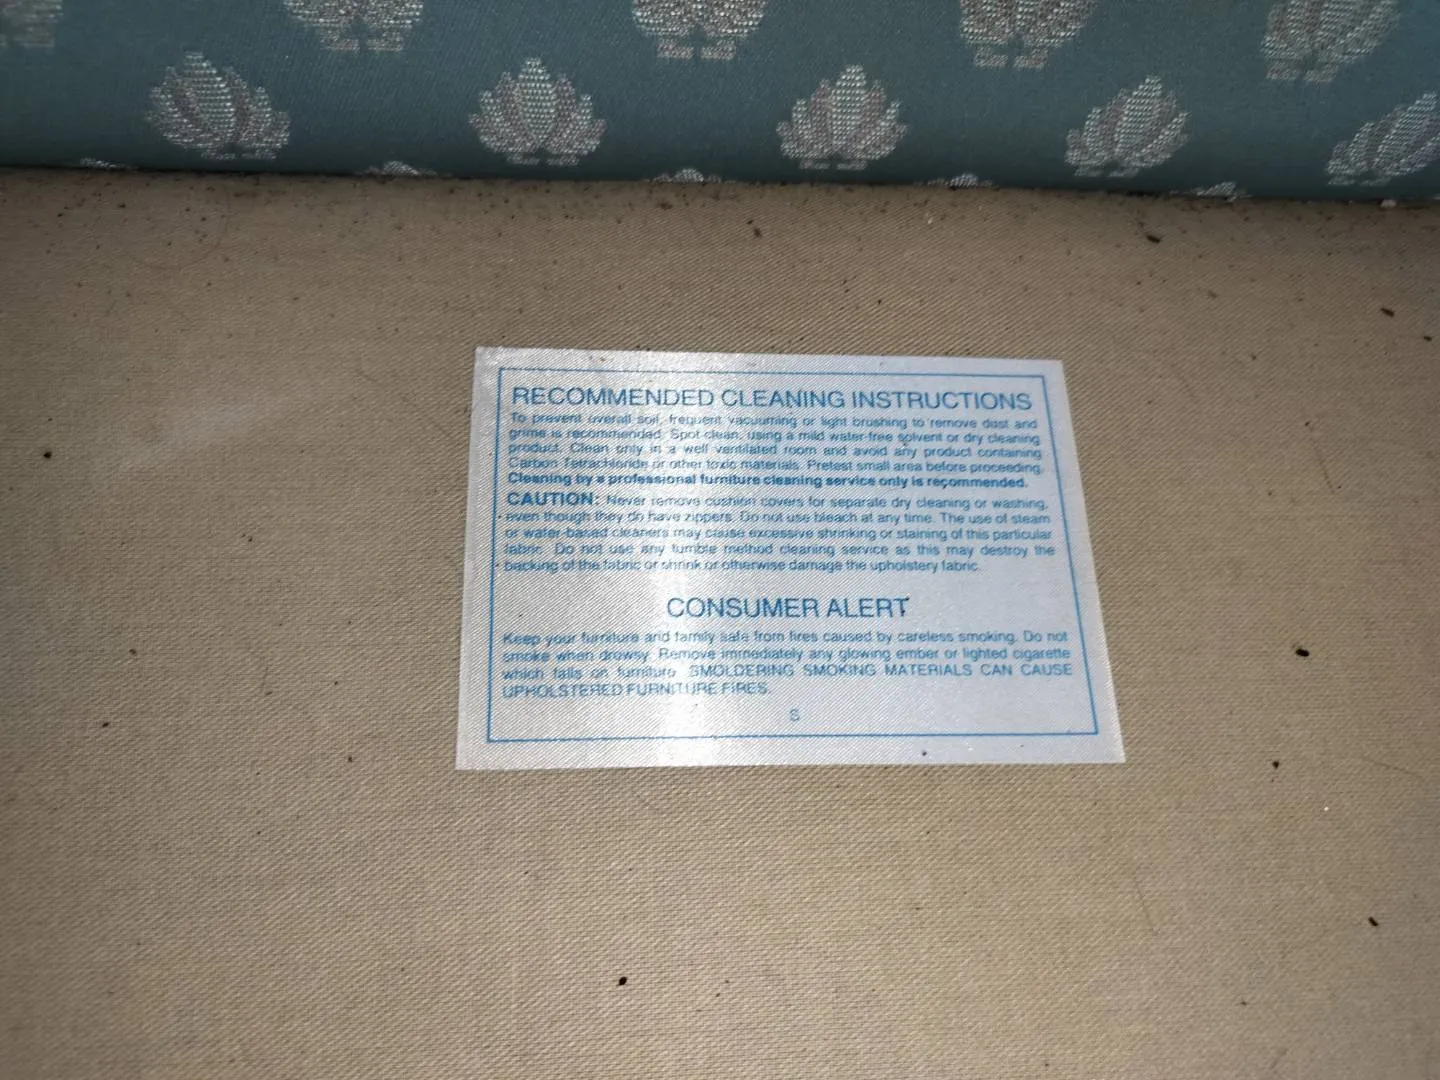 RECOMMENDED CLEANING INSTRUCTIONS
To prevent overall soil, frequent vacuuming or light brushing to remove dust and
grime is recommended. Spot clean, using a mild water-free solvent or dry cleaning
product. Clean only in a well ventilated room and avoid any product containing
Carbon Tetrachloride or other toxic materials. Pretest small area before proceeding.
Cleaning by a professional furniture cleaning service only is recommended.
CAUTION: Never remove cushion covers for separate dry cleaning or washing,
even though they do have zippers. Do not use bleach at any time. The use of steam
or water-based cleaners may cause excessive shrinking or staining of this particular
fabric. Do not use any tumble method cleaning service as this may destroy the
backing of the fabric or shrink or otherwise damage the upholstery fabric.
CONSUMER ALERT
Keep your furniture and family safe from fires caused by careless smoking. Do not
smoke when drowsy. Remove immediately any glowing ember or lighted cigarette
which falls on furniture. SMOLDERING SMOKING MATERIALS CAN CAUSE
UPHOLSTERED FURNITURE FIRES.
S